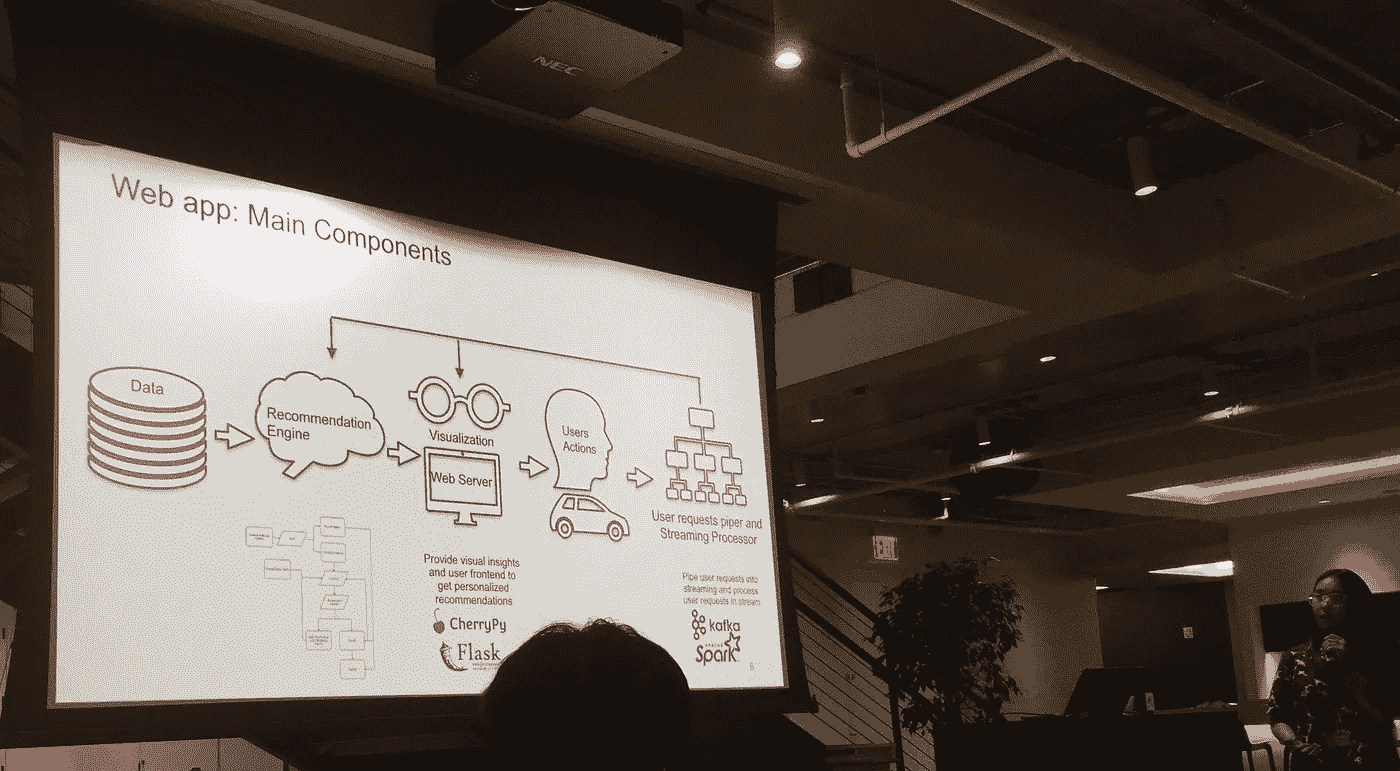 NEC
Web app: Main Components
Data
Recommendation
Engine
Visualization
Web Server
Users
Actions
User requests piper and
Streaming Processor
Provide visual insights
and user frontend to
get personalized
recommendations
CherryPy
Flask
Pipe user requests into
streaming and process
user requests in stream
kafka
APACHE
Spark
6
EXIT